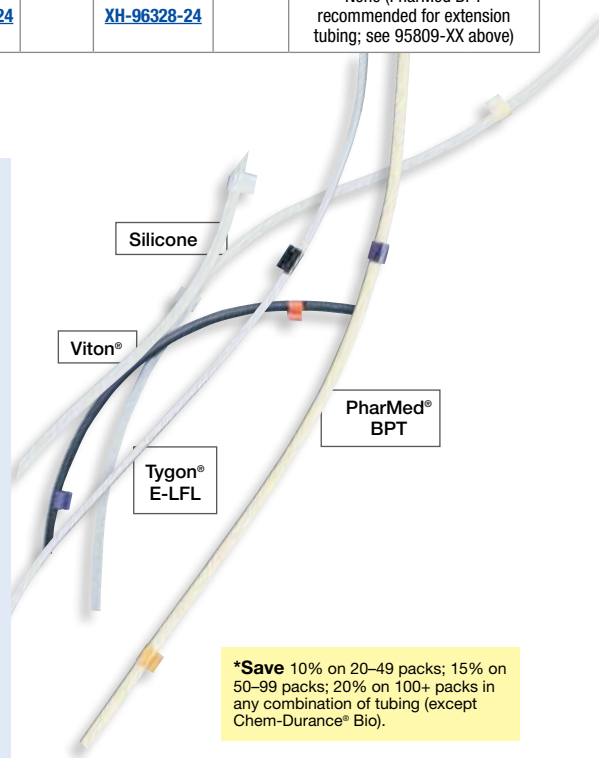 24
XH-96328-24
recommended for extension
tubing; see 95809-XX above)
Silicone
Viton®
PharMed®
BPT
Tygon®
E-LFL
*Save 10% on 20–49 packs; 15% on
50–99 packs; 20% on 100+ packs in
any combination of tubing (except
Chem-Durance® Bio).